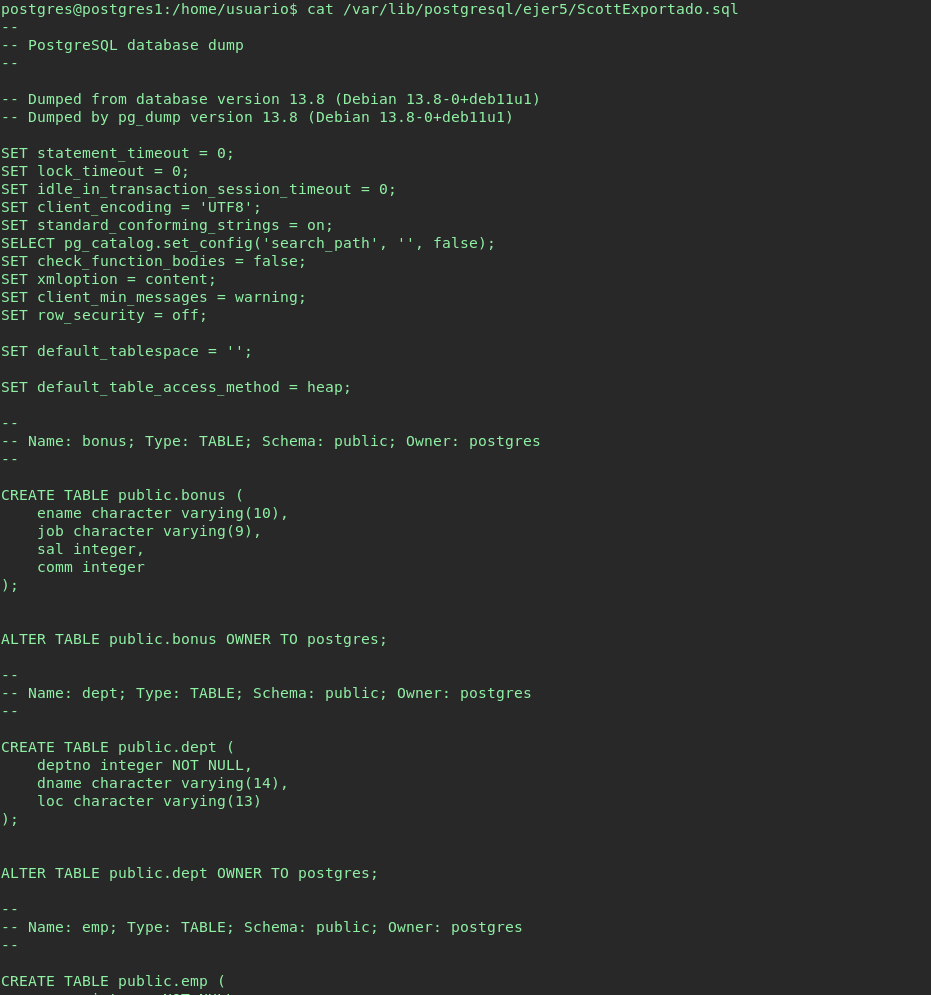 postgres@postgres1:/home/usuario$ cat /var/lib/postgresql/ejer5/ScottExportado.sql
--
-- PostgreSQL database dump
--
-- Dumped from database version 13.8 (Debian 13.8-0+deb11u1)
-- Dumped by pg_dump version 13.8 (Debian 13.8-0+deb11u1)
SET statement_timeout = 0;
SET lock_timeout = 0;
SET idle_in_transaction_session_timeout = 0;
SET client_encoding = 'UTF8';
SET standard_conforming_strings = on;
SELECT pg_catalog.set_config('search_path', '', false);
SET check_function_bodies = false;
SET xmloption = content;
SET client_min_messages = warning;
SET row_security = off;
SET default_tablespace = '';
SET default_table_access_method = heap;
--
-- Name: bonus; Type: TABLE; Schema: public; Owner: postgres
--
CREATE TABLE public.bonus (
    ename character varying(10),
    job character varying(9),
    sal integer,
    comm integer
);
ALTER TABLE public.bonus OWNER TO postgres;
--
-- Name: dept; Type: TABLE; Schema: public; Owner: postgres
--
CREATE TABLE public.dept (
    deptno integer NOT NULL,
    dname character varying(14),
    loc character varying(13)
);
ALTER TABLE public.dept OWNER TO postgres;
--
-- Name: emp; Type: TABLE; Schema: public; Owner: postgres
--
CREATE TABLE public.emp (